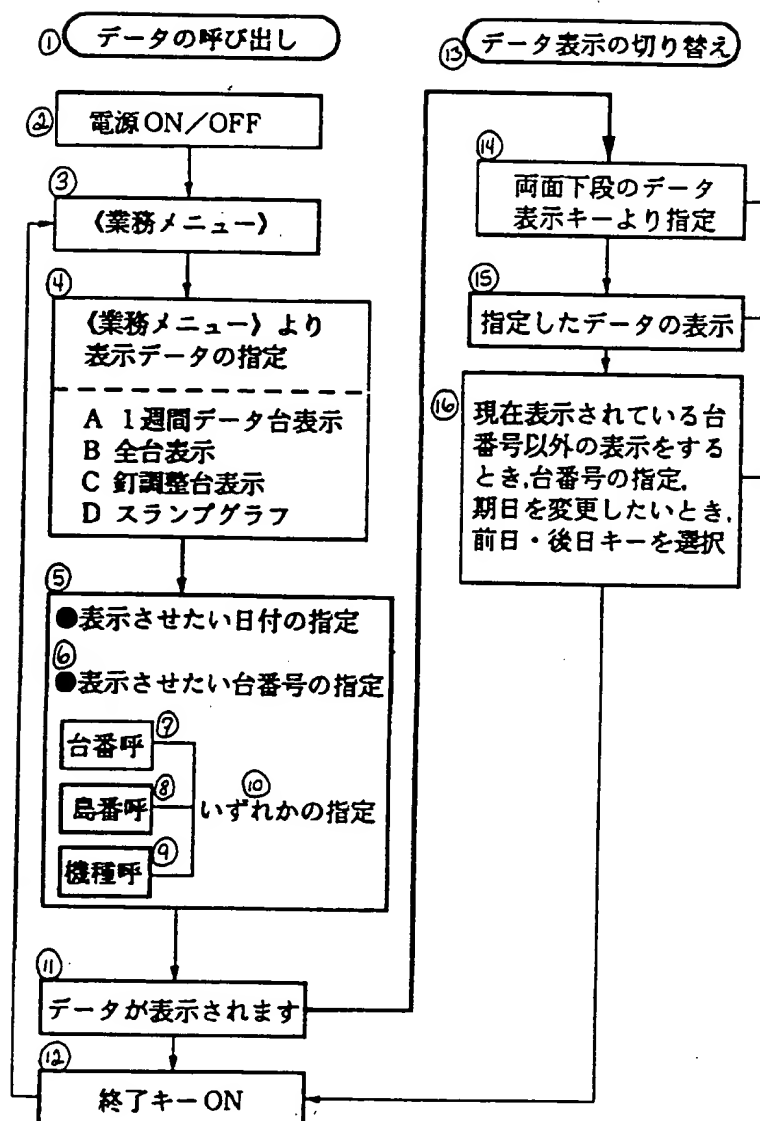 ① データの呼び出し
② 電源ON／OFF
③
《業務メニュー》
④
《業務メニュー》より
表示データの指定
A 1週間データ台表示
B 全台表示
C 釘調整台表示
D スランプグラフ
⑤
●表示させたい日付の指定
⑥
●表示させたい台番号の指定
台番呼 ⑦
島番呼 ⑧
機種呼 ⑨
⑩
いずれかの指定
⑪
データが表示されます
⑫
終了キーON
⑬ データ表示の切り替え
⑭
両面下段のデータ
表示キーより指定
⑮
指定したデータの表示
⑯ 現在表示されている台
番号以外の表示をする
とき,台番号の指定.
期日を変更したいとき,
前日・後日キーを選択